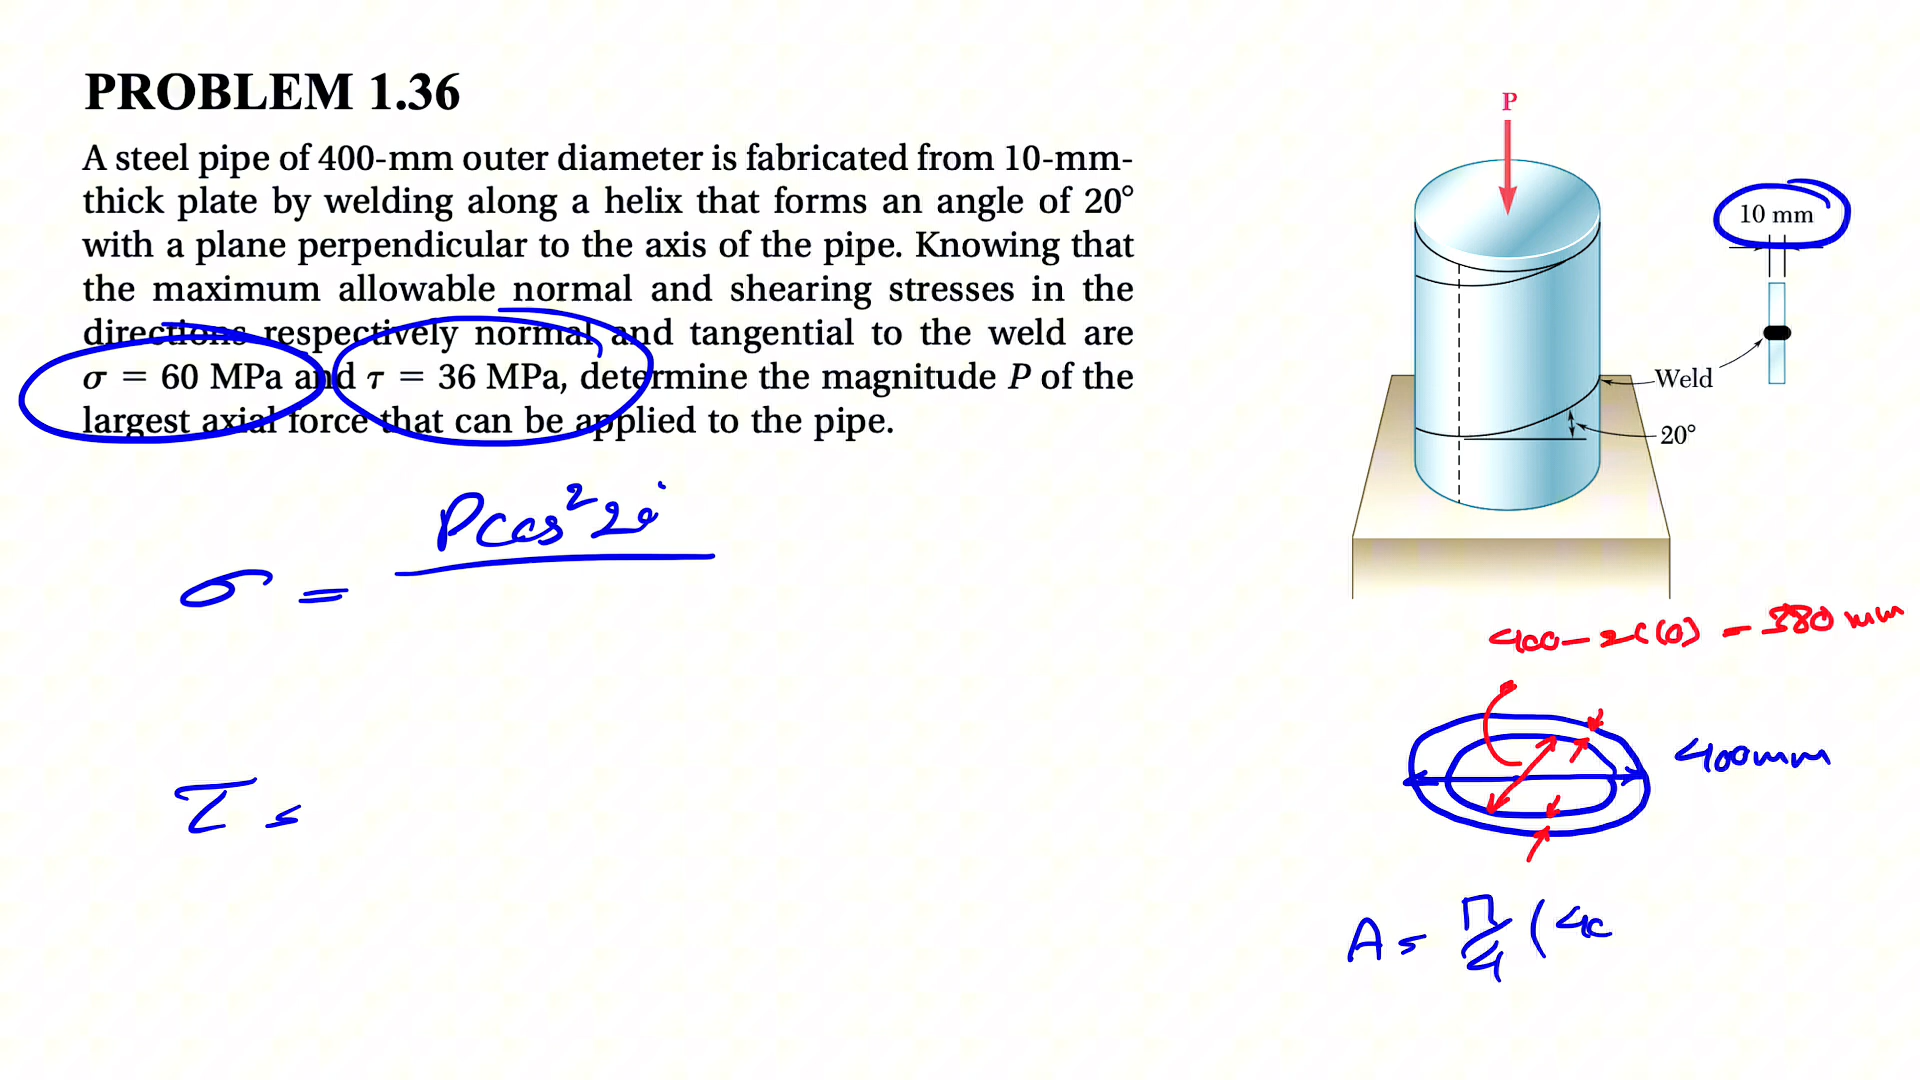 PROBLEM 1.36
A steel pipe of 400-mm outer diameter is fabricated from 10-mm-
thick plate by welding along a helix that forms an angle of 20°
with a plane perpendicular to the axis of the pipe. Knowing that
the maximum allowable normal and shearing stresses in the
directions respectively normal and tangential to the weld are
σ = 60 MPa and τ = 36 MPa, determine the magnitude P of the
largest axial force that can be applied to the pipe.
P
10 mm
Weld
20°
Pcos² 20°
σ =
τ =
400 - 2(10) = 380 mm
400mm
A = π/4 (40